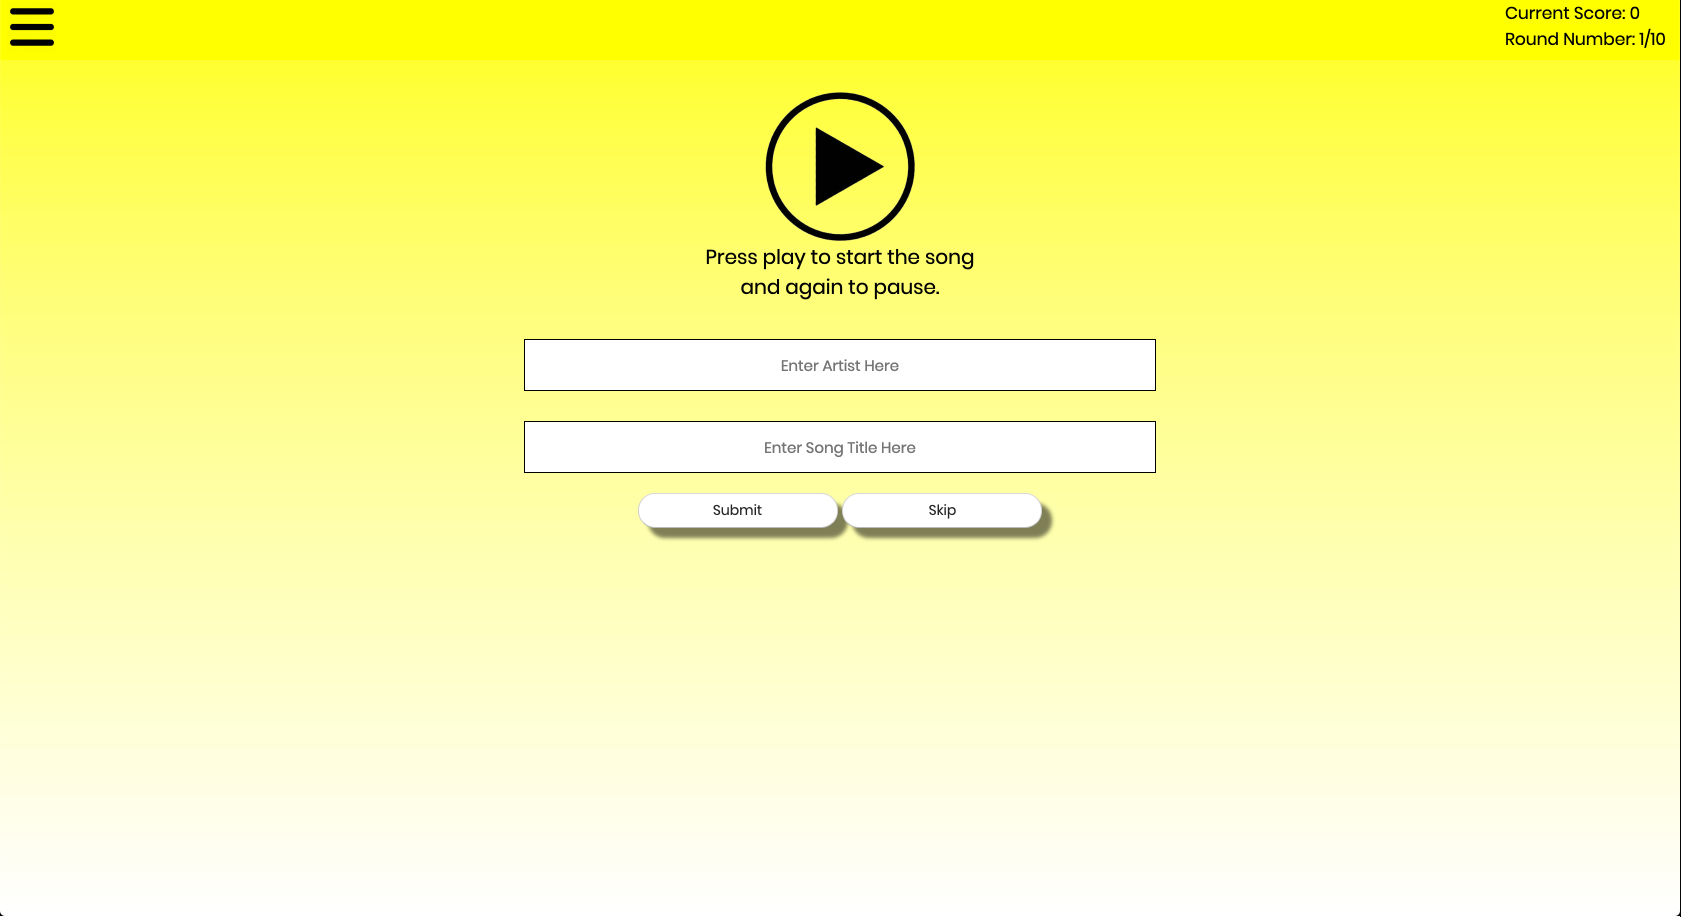 Current Score: 0
Round Number: 1/10
Press play to start the song
and again to pause.
Enter Artist Here
Enter Song Title Here
Submit
Skip